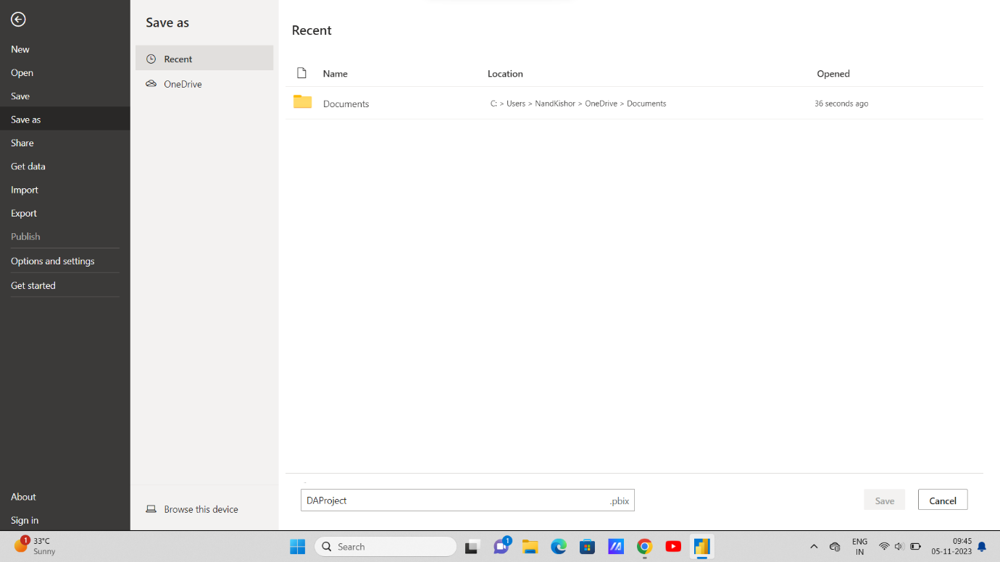 New
Open
Save
Save as
Share
Get data
Import
Export
Publish
Options and settings
Get started
About
Sign in
Save as
Recent
OneDrive
Browse this device
Recent
Name Location Opened
Documents C: > Users > NandKishor > OneDrive > Documents 36 seconds ago
DAProject .pbix
Save Cancel
1 33°C
Sunny
Search
1
ENG
IN
09:45
05-11-2023